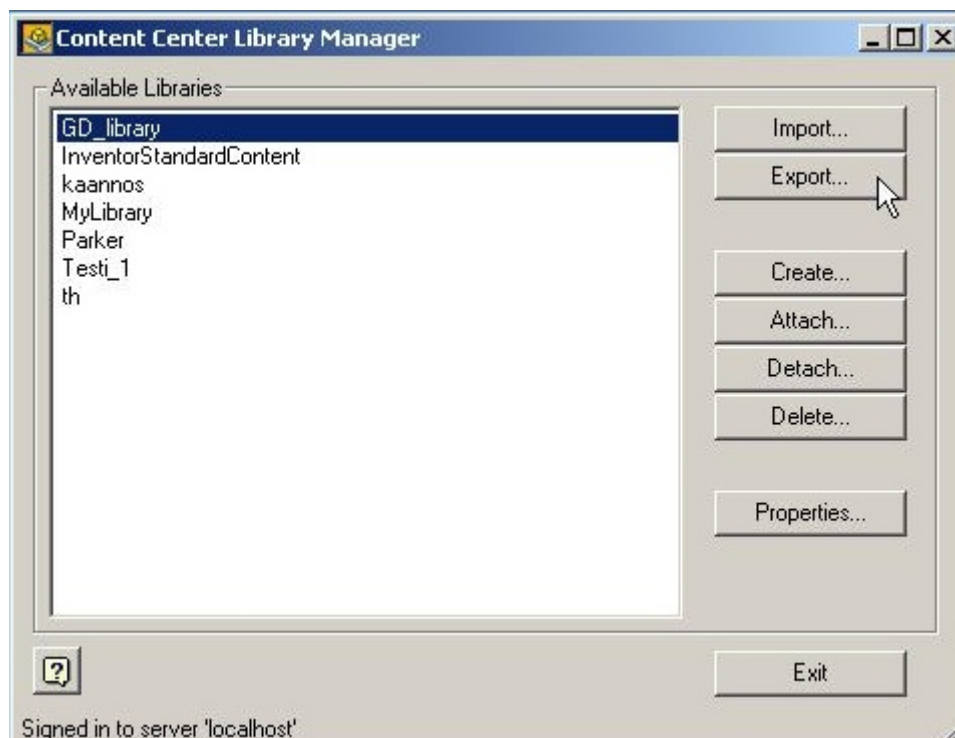 Content Center Library Manager
Available Libraries
GD_library
InventorStandardContent
kaannos
MyLibrary
Parker
Testi_1
th
Import...
Export...
Create...
Attach...
Detach...
Delete...
Properties...
?
Exit
Signed in to server 'localhost'